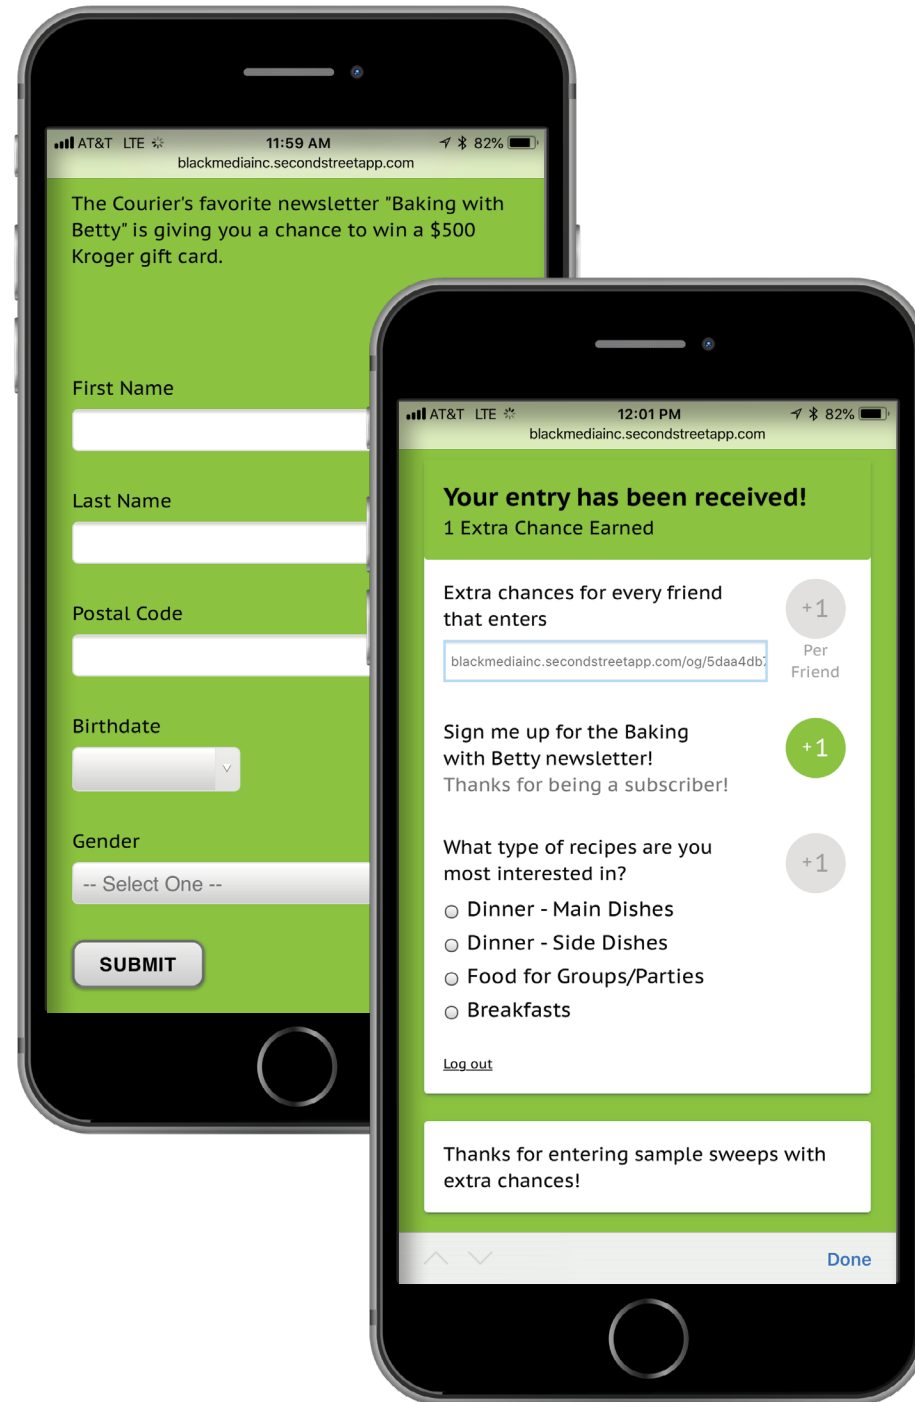 AT&T LTE 11:59 AM 82%
blackmediainc.secondstreetapp.com
The Courier's favorite newsletter "Baking with
Betty" is giving you a chance to win a $500
Kroger gift card.
First Name
Last Name
Postal Code
Birthdate
Gender
-- Select One --
SUBMIT
AT&T LTE 12:01 PM 82%
blackmediainc.secondstreetapp.com
Your entry has been received!
1 Extra Chance Earned
Extra chances for every friend
that enters
+1
Per
Friend
blackmediainc.secondstreetapp.com/og/5daa4db7
Sign me up for the Baking
with Betty newsletter!
Thanks for being a subscriber!
+1
What type of recipes are you
most interested in?
+1
Dinner - Main Dishes
Dinner - Side Dishes
Food for Groups/Parties
Breakfasts
Log out
Thanks for entering sample sweeps with
extra chances!
Done